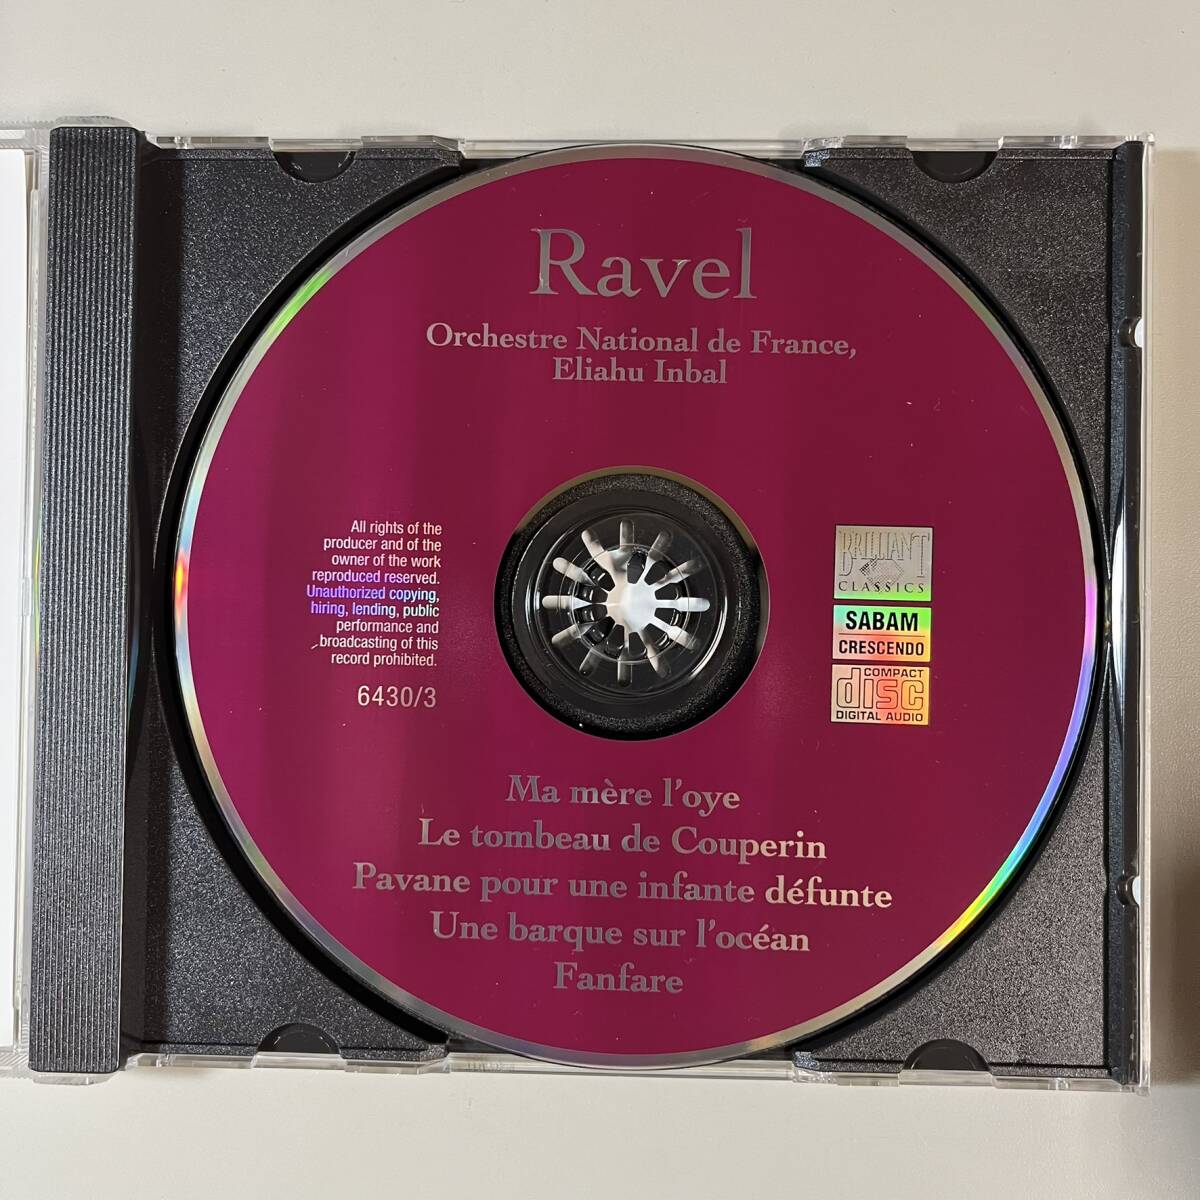 Ravel
Orchestre National de France,
Eliahu Inbal
All rights of the
producer and of the
owner of the work
reproduced reserved.
Unauthorized copying,
hiring, lending, public
performance and
broadcasting of this
record prohibited.
6430/3
BRILLIANT
CLASSICS
SABAM
CRESCENDO
COMPACT
disc
DIGITAL AUDIO
Ma mère l'oye
Le tombeau de Couperin
Pavane pour une infante défunte
Une barque sur l'océan
Fanfare